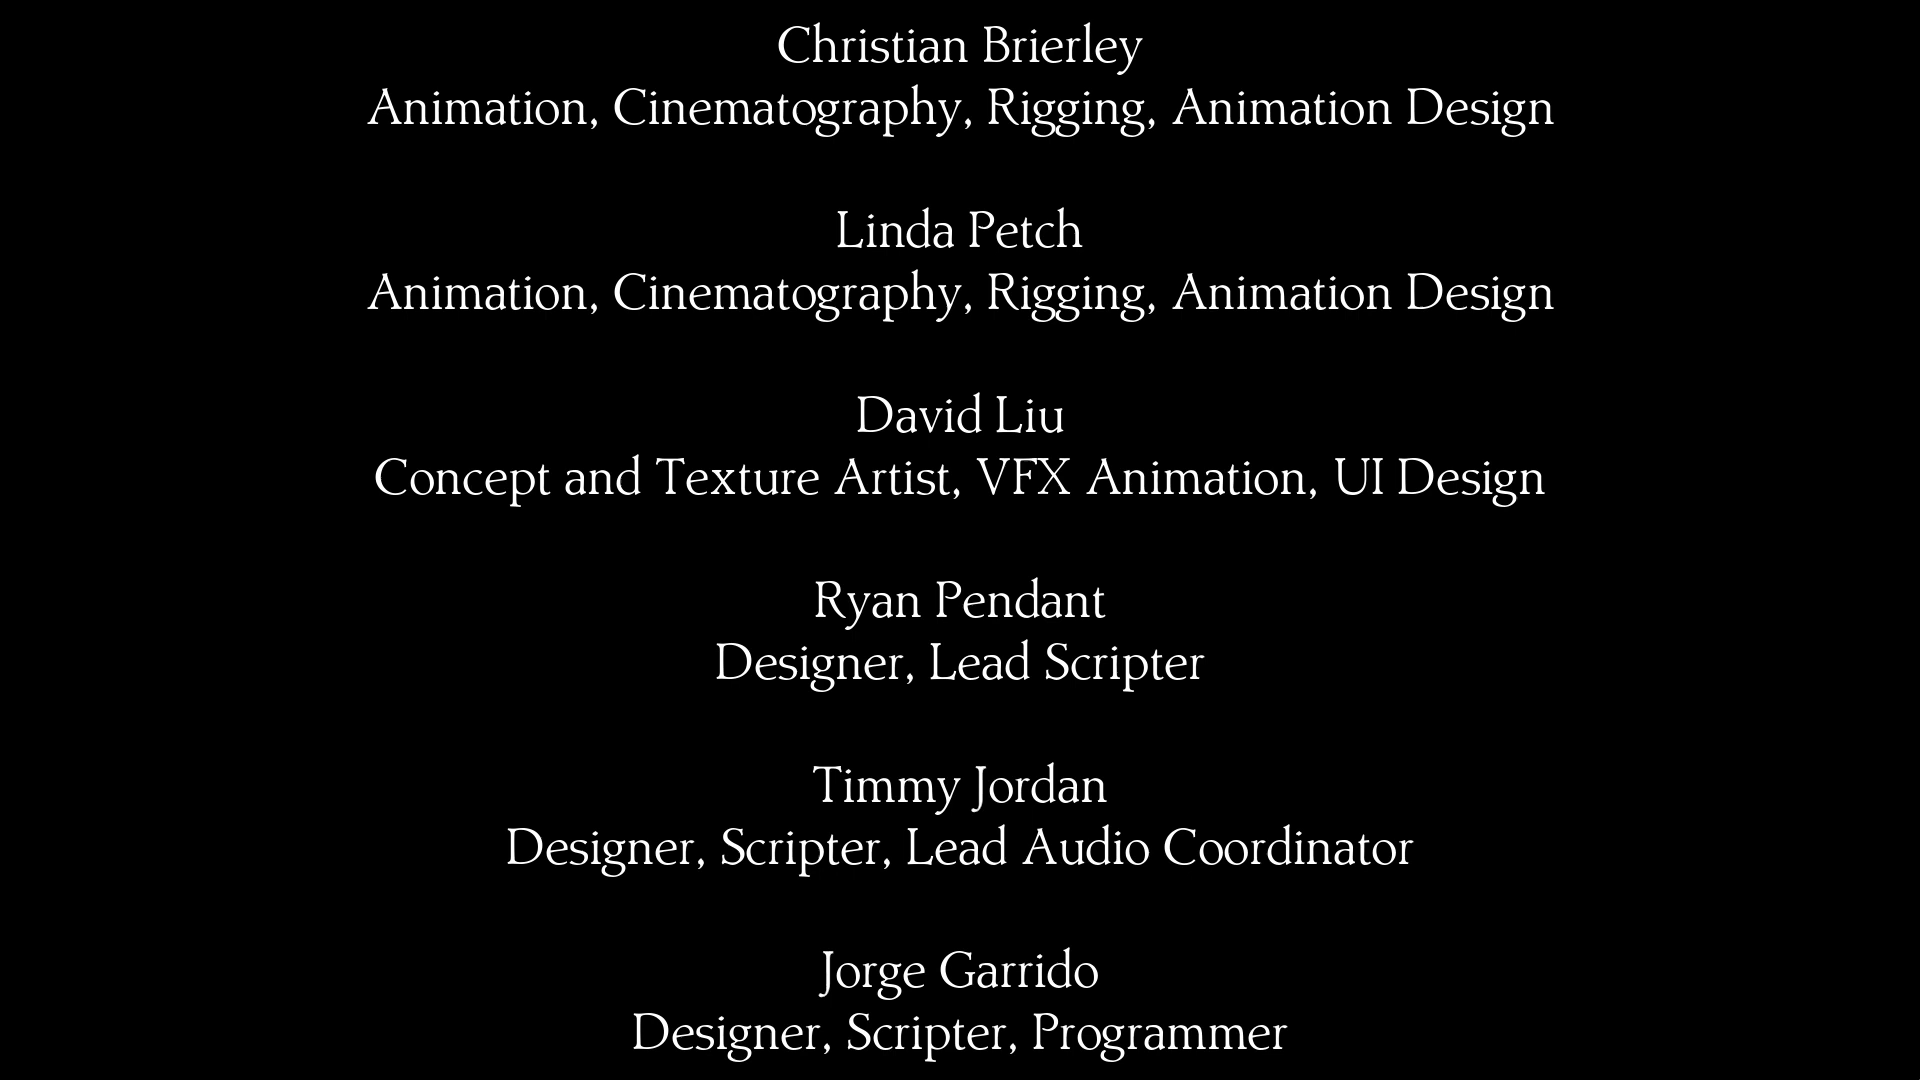 Christian Brierley
Animation, Cinematography, Rigging, Animation Design
Linda Petch
Animation, Cinematography, Rigging, Animation Design
David Liu
Concept and Texture Artist, VFX Animation, UI Design
Ryan Pendant
Designer, Lead Scripter
Timmy Jordan
Designer, Scripter, Lead Audio Coordinator
Jorge Garrido
Designer, Scripter, Programmer